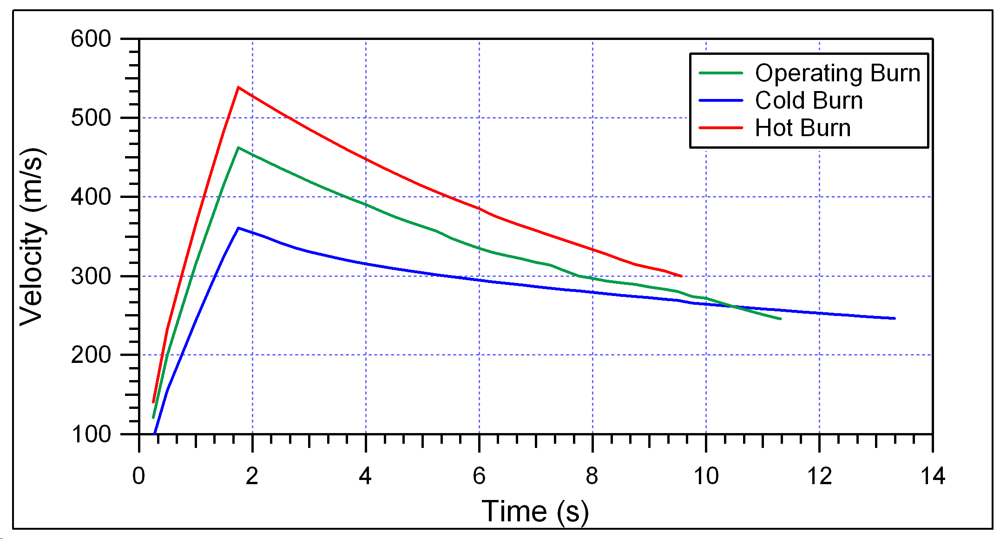 600
500
400
300
200
100
Velocity (m/s)
Operating Burn
Cold Burn
Hot Burn
0 2 4 6 8 10 12 14
Time (s)